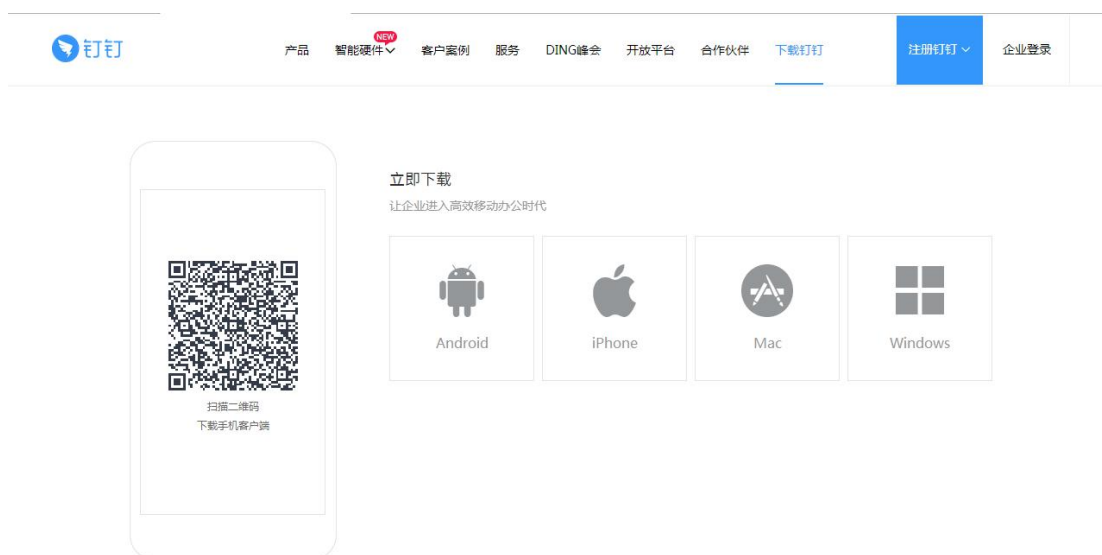 钉钉
产品 智能硬件 NEW 客户案例 服务 DING峰会 开放平台 合作伙伴 下载钉钉 注册钉钉 企业登录
立即下载
让企业进入高效移动办公时代
Android iPhone Mac Windows
扫描二维码
下载手机客户端